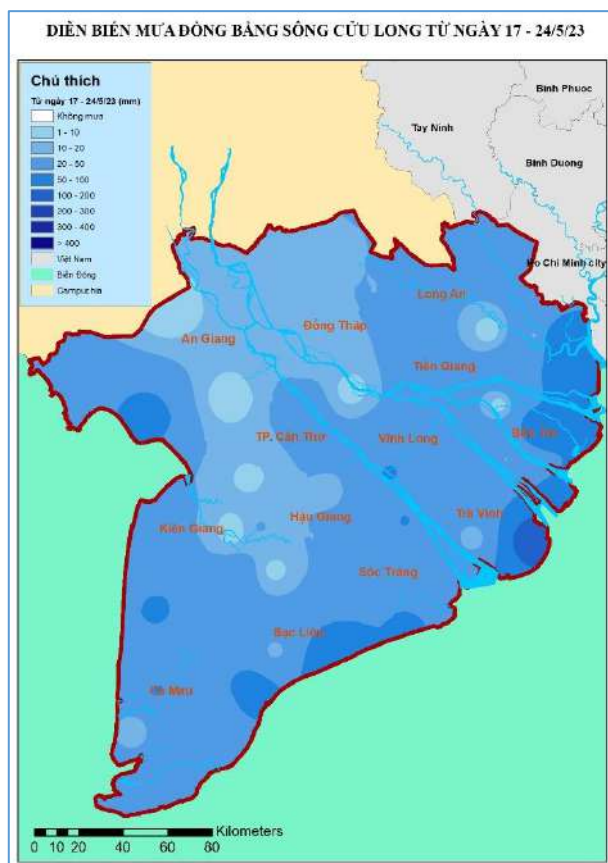 DIỄN BIẾN MƯA ĐỒNG BẰNG SÔNG CỬU LONG TỪ NGÀY 17 - 24/5/23
Chú thích
Từ ngày 17 - 24/5/23 (mm)
Không mưa
1 - 10
10 - 20
20 - 50
50 - 100
100 - 200
200 - 300
300 - 400
> 400
Việt Nam
Biển Đông
Campuchia
Bình Phuoc
Tay Ninh
Bình Duong
Ho Chi Minh city
Long An
Đồng Tháp
An Giang
Tiền Giang
TP. Cần Thơ
Vĩnh Long
Bến Tre
Kiên Giang
Hậu Giang
Trà Vinh
Sóc Trăng
Bạc Liêu
Cà Mau
Kilometers
0 10 20 40 60 80